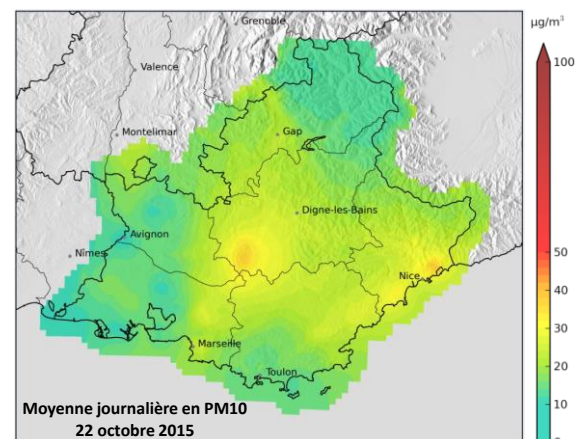 Grenoble
µg/m³
Valence
100
Montelimar
Gap
Digne-les-Bains
Avignon
Nîmes
50
Nice
40
30
Marseille
20
Toulon
10
Moyenne journalière en PM10
22 octobre 2015